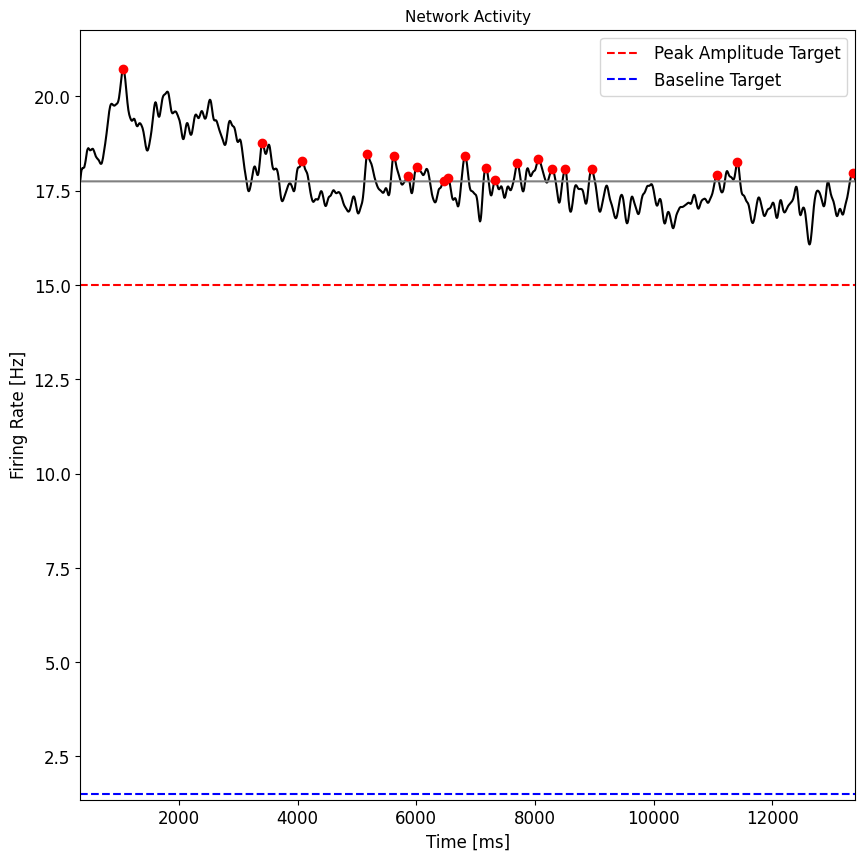 Network Activity
Peak Amplitude Target
Baseline Target
20.0
17.5
15.0
12.5
10.0
7.5
5.0
2.5
Firing Rate [Hz]
2000 4000 6000 8000 10000 12000
Time [ms]